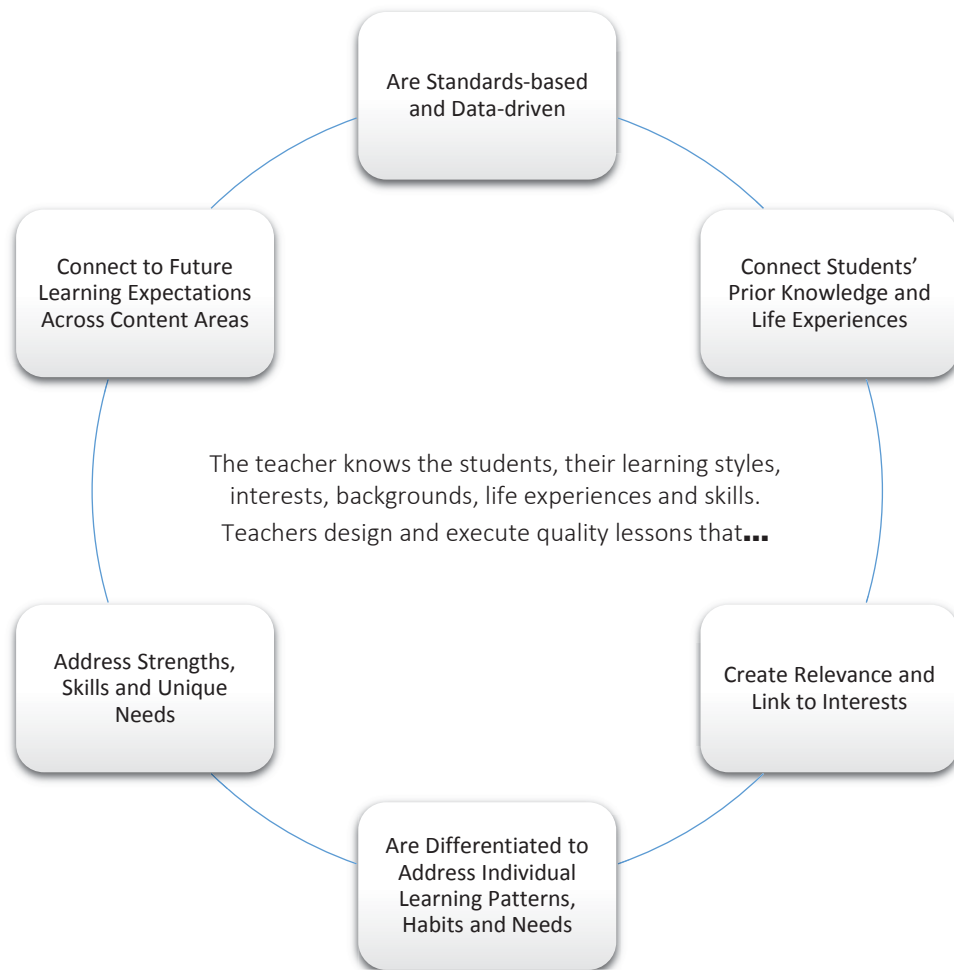 Are Standards-based
and Data-driven
Connect to Future
Learning Expectations
Across Content Areas
Connect Students’
Prior Knowledge and
Life Experiences
The teacher knows the students, their learning styles,
interests, backgrounds, life experiences and skills.
Teachers design and execute quality lessons that...
Address Strengths,
Skills and Unique
Needs
Create Relevance and
Link to Interests
Are Differentiated to
Address Individual
Learning Patterns,
Habits and Needs